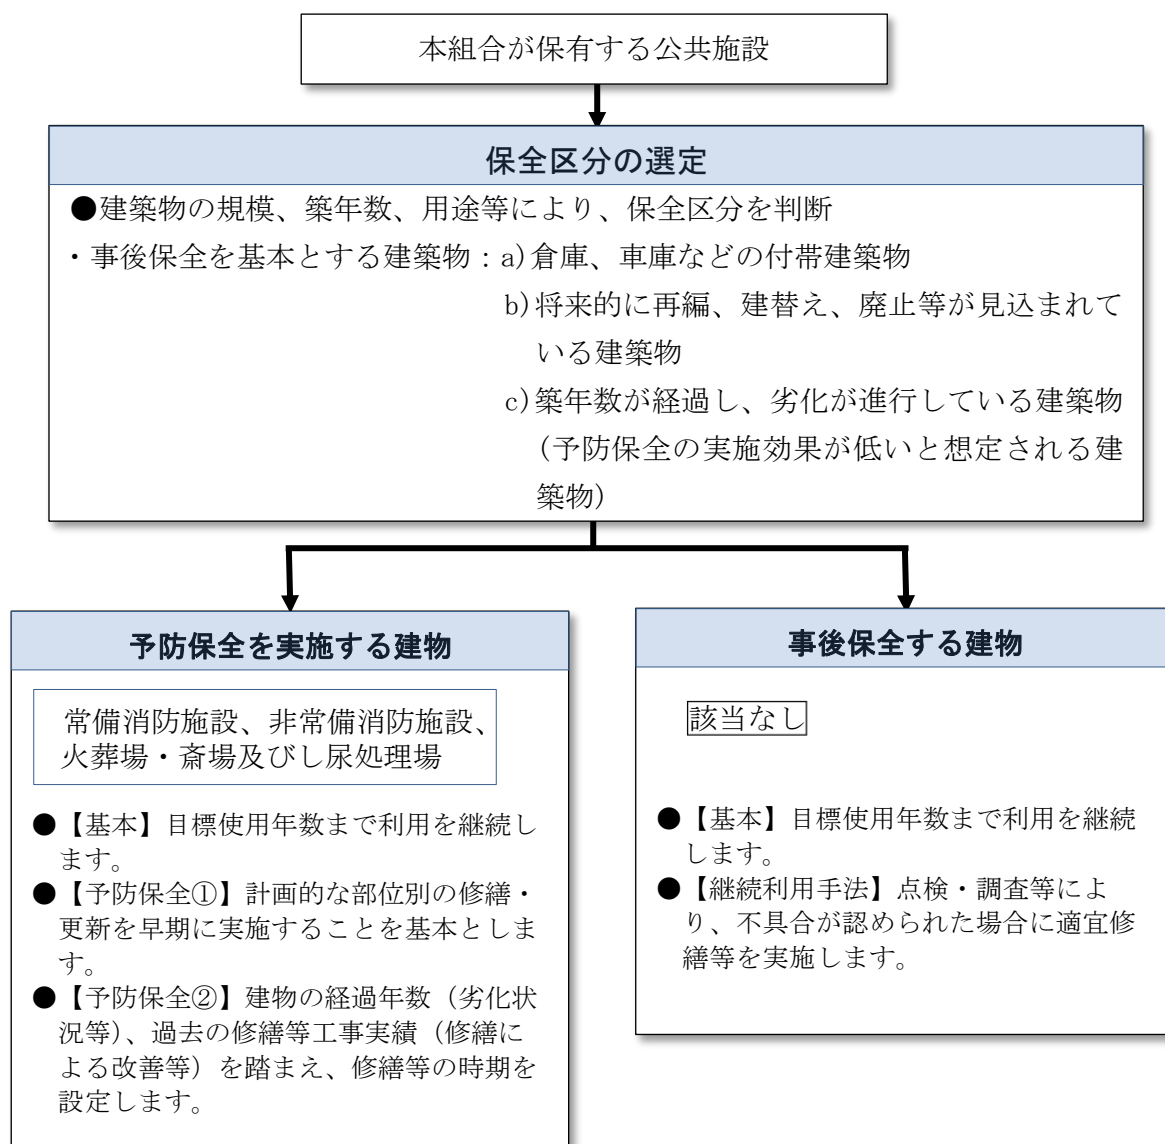 本組合が保有する公共施設
保全区分の選定
●建築物の規模、築年数、用途等により、保全区分を判断
・事後保全を基本とする建築物：a)倉庫、車庫などの付帯建築物
b)将来的に再編、建替え、廃止等が見込まれて
いる建築物
c)築年数が経過し、劣化が進行している建築物
(予防保全の実施効果が低いと想定される建
築物)
予防保全を実施する建物
常備消防施設、非常備消防施設、
火葬場・斎場及びし尿処理場
●【基本】目標使用年数まで利用を継続し
ます。
●【予防保全①】計画的な部位別の修繕・
更新を早期に実施することを基本としま
す。
●【予防保全②】建物の経過年数（劣化状
況等）、過去の修繕等工事実績（修繕に
よる改善等）を踏まえ、修繕等の時期を
設定します。
事後保全する建物
該当なし
●【基本】目標使用年数まで利用を継続
します。
●【継続利用手法】点検・調査等によ
り、不具合が認められた場合に適宜修
繕等を実施します。